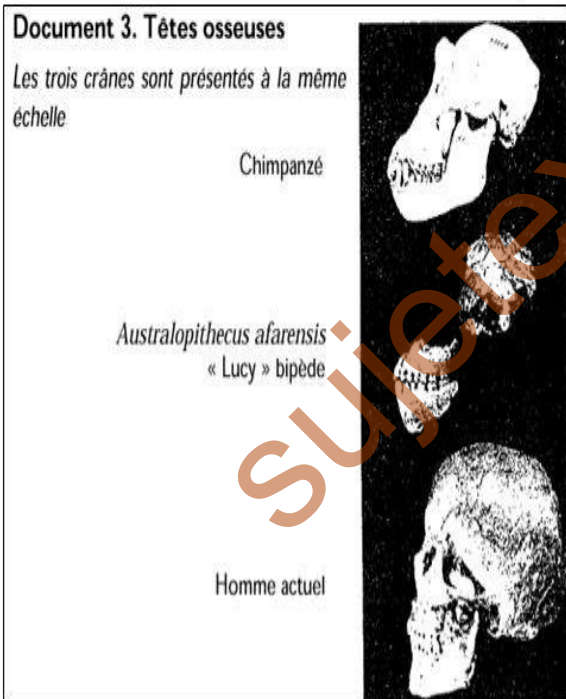 Document 3. Têtes osseuses
Les trois crânes sont présentés à la même
échelle
Chimpanzé
Australopithecus afarensis
« Lucy » bipède
Homme actuel
sujete